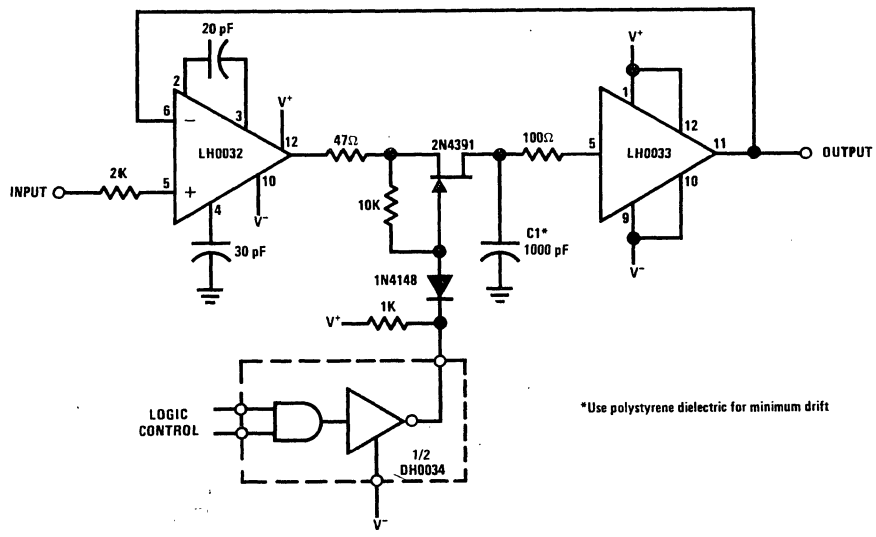 20 pF
V+
2
6
−
3
V+
1
12
LH0032
12
47Ω
2N4391
100Ω
5
LH0033
11
OUTPUT
INPUT
2K
5
+
10
4
V−
10K
10
9
30 pF
C1*
1000 pF
V−
1N4148
1K
V+
LOGIC
CONTROL
*Use polystyrene dielectric for minimum drift
1/2
DH0034
V−